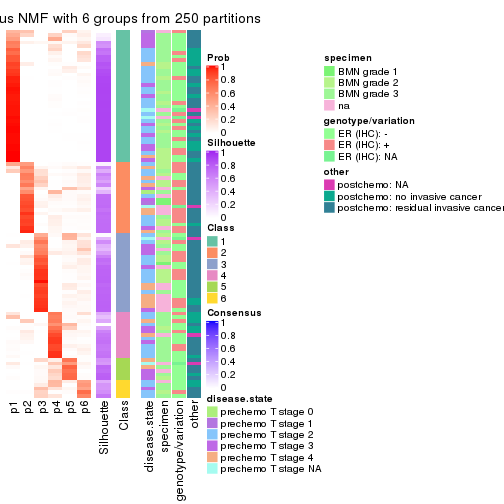 us NMF with 6 groups from 250 partitions
Prob
1
0.8
0.6
0.4
0.2
0
Silhouette
1
0.8
0.6
0.4
0.2
0
Class
1
2
3
4
5
6
Consensus
1
0.8
0.6
0.4
0.2
0
disease.state
prechemo T stage 0
prechemo T stage 1
prechemo T stage 2
prechemo T stage 3
prechemo T stage 4
prechemo T stage NA
specimen
BMN grade 1
BMN grade 2
BMN grade 3
na
genotype/variation
ER (IHC): -
ER (IHC): +
ER (IHC): NA
other
postchemo: NA
postchemo: no invasive cancer
postchemo: residual invasive cancer
p1
p2
p3
p4
p5
p6
Silhouette
Class
disease.state
specimen
genotype/variation
other